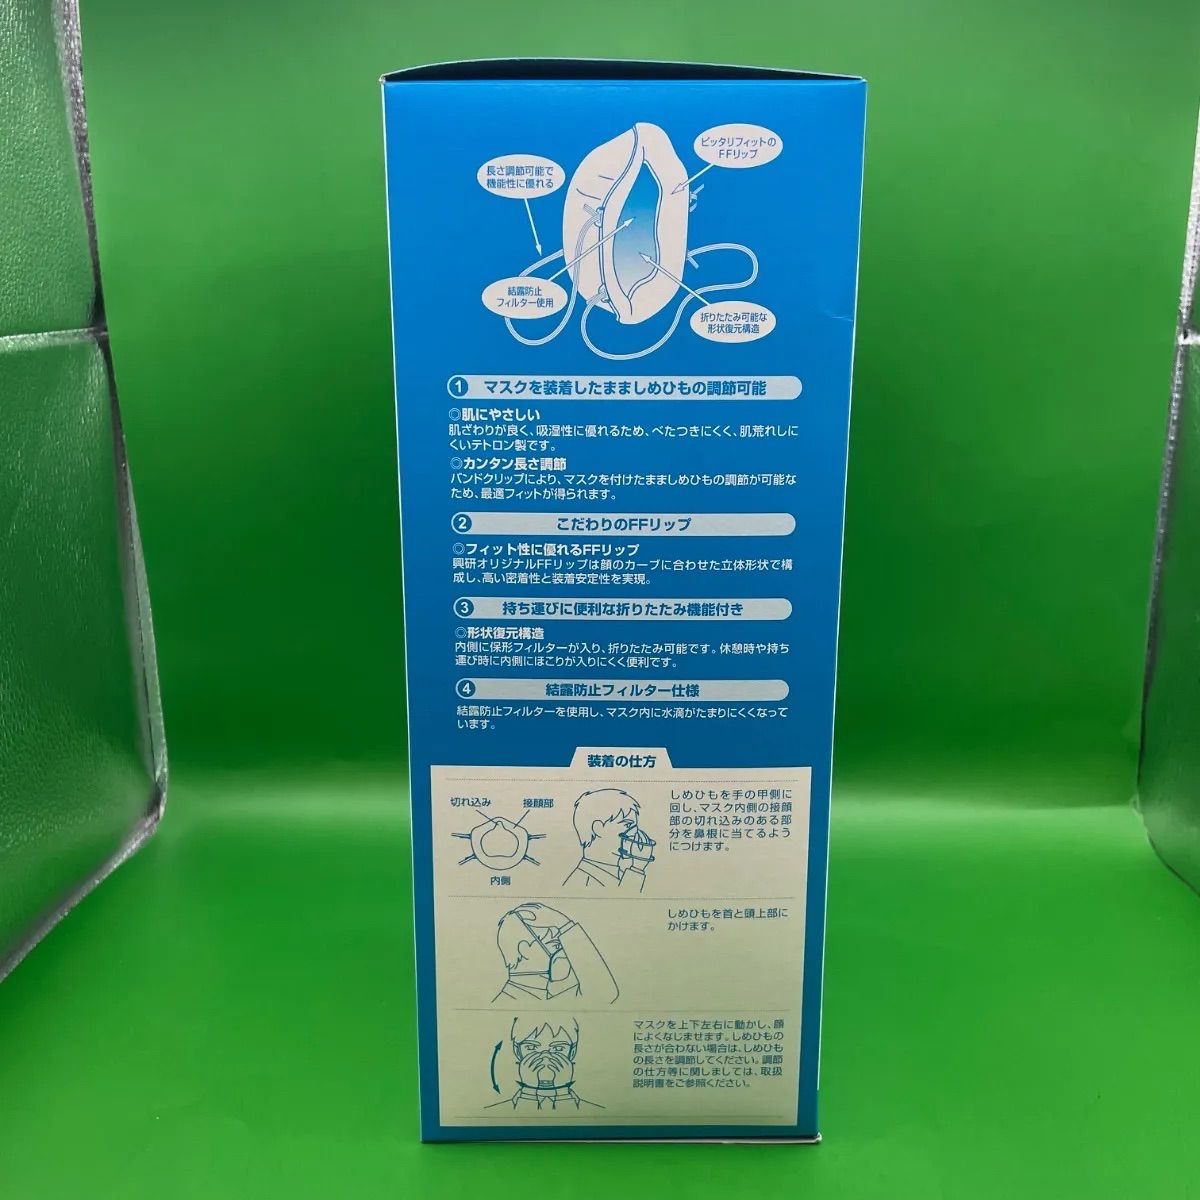 ピッタリフィットの
FFリップ
長さ調節可能で
機能性に優れる
結露防止
フィルター使用
折りたたみ可能な
形状復元構造
① マスクを装着したまましめひもの調節可能
◎肌にやさしい
肌ざわりが良く、吸湿性に優れるため、べたつきにくく、肌荒れしに
くいテトロン製です。
◎カンタン長さ調節
バンドクリップにより、マスクを付けたまましめひもの調節が可能な
ため、最適フィットが得られます。
② こだわりのFFリップ
◎フィット性に優れるFFリップ
興研オリジナルFFリップは顔のカーブに合わせた立体形状で構
成し、高い密着性と装着安定性を実現。
③ 持ち運びに便利な折りたたみ機能付き
◎形状復元構造
内側に保形フィルターが入り、折りたたみ可能です。休憩時や持ち
運び時に内側にほこりが入りにくく便利です。
④ 結露防止フィルター仕様
結露防止フィルターを使用し、マスク内に水滴がたまりにくくなって
います。
装着の仕方
切れ込み 接顔部
内側
しめひもを手の甲側に
回し、マスク内側の接顔
部の切れ込みのある部
分を鼻根に当てるよう
につけます。
しめひもを首と頭上部に
かけます。
マスクを上下左右に動かし、顔
によくなじませます。しめひもの
長さが合わない場合は、しめひも
の長さを調節してください。調節
の仕方等に関しましては、取扱
説明書をご参照ください。